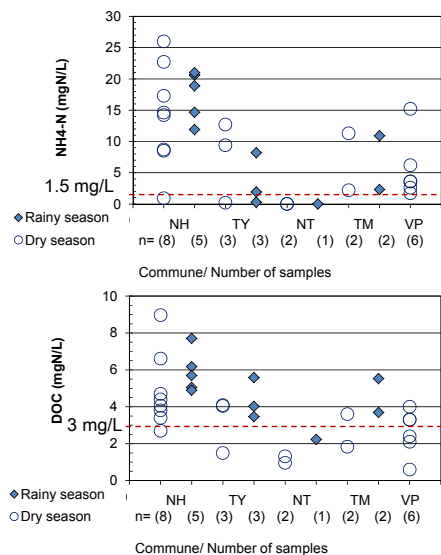 30
25
20
15
10
5
0
NH4-N (mgN/L)
1.5 mg/L
Rainy season
Dry season
NH TY NT TM VP
n= (8) (5) (3) (3) (2) (1) (2) (2) (6)
Commune/ Number of samples
10
8
6
4
2
0
DOC (mgN/L)
3 mg/L
Rainy season
Dry season
NH TY NT TM VP
n= (8) (5) (3) (3) (2) (1) (2) (2) (6)
Commune/ Number of samples